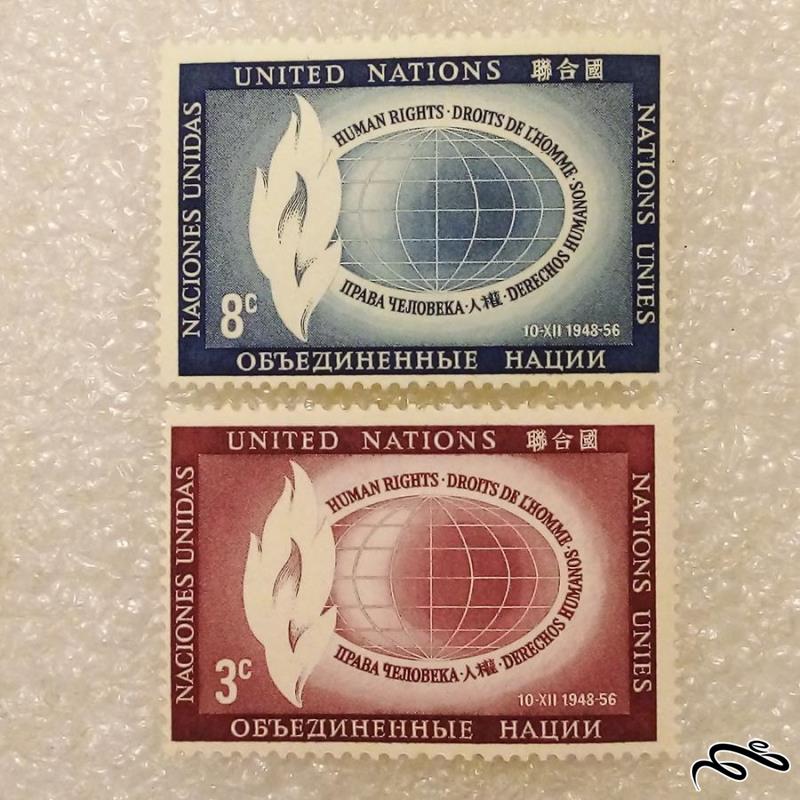 UNITED NATIONS 聯合國
NACIONES UNIDAS
HUMAN RIGHTS · DROITS DE L'HOMME · DERECHOS HUMANOS
ПРАВА ЧЕЛОВЕКА · 人權 ·
NATIONS UNIES
8c
10-XII 1948-56
ОБЪЕДИНЕННЫЕ НАЦИИ
UNITED NATIONS 聯合國
NACIONES UNIDAS
HUMAN RIGHTS · DROITS DE L'HOMME · DERECHOS HUMANOS
ПРАВА ЧЕЛОВЕКА · 人權 ·
NATIONS UNIES
3c
10-XII 1948-56
ОБЪЕДИНЕННЫЕ НАЦИИ